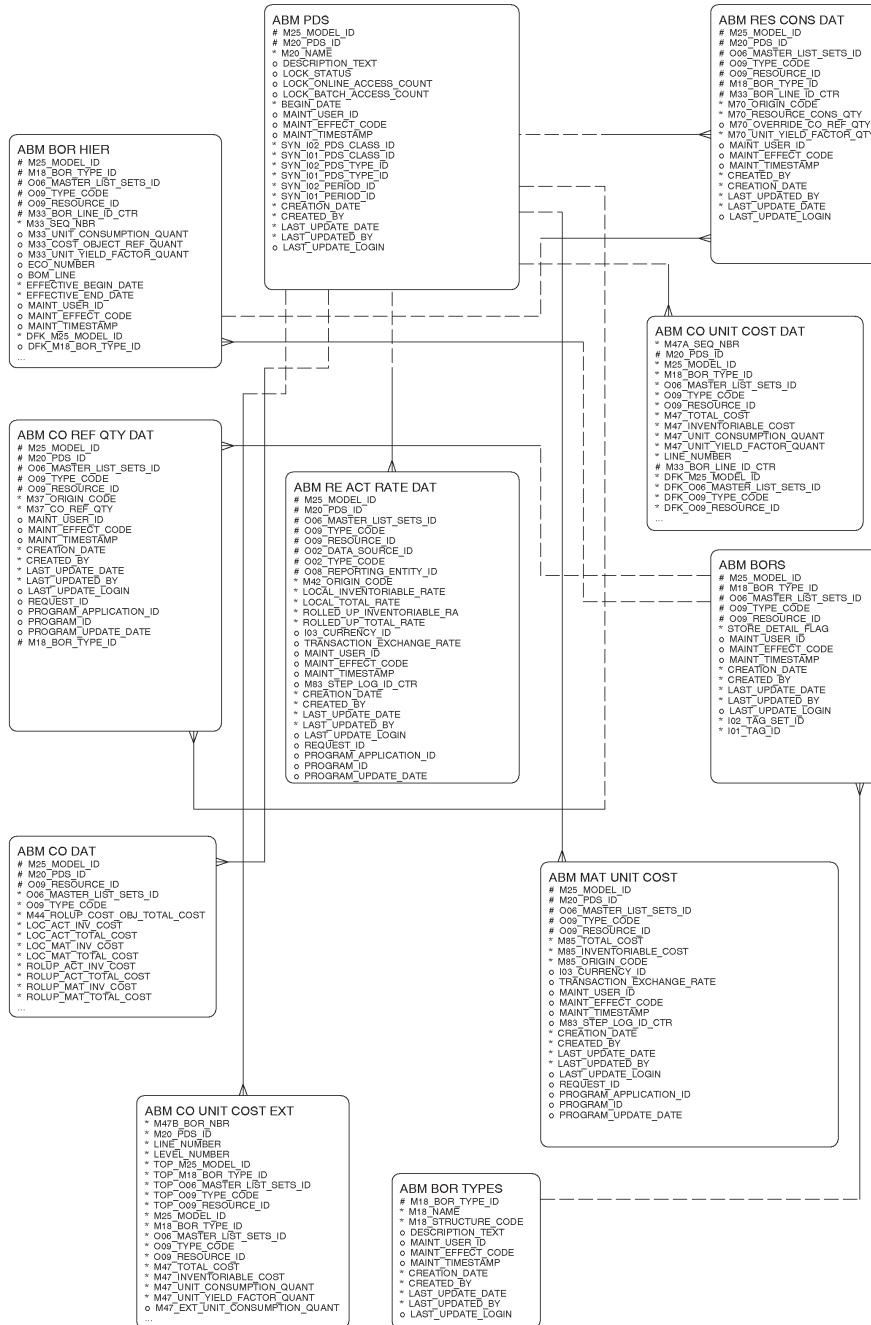 ABM PDS
# M25_MODEL_ID
# M20_PDS_ID
* M20_NAME
o DESCRIPTION_TEXT
o LOCK_STATUS
o LOCK_ONLINE_ACCESS_COUNT
o LOCK_BATCH_ACCESS_COUNT
* BEGIN_DATE
o MAINT_USER_ID
o MAINT_EFFECT_CODE
o MAINT_TIMESTAMP
* SYN_I02_PDS_CLASS_ID
* SYN_I01_PDS_CLASS_ID
* SYN_I02_PDS_TYPE_ID
* SYN_I01_PDS_TYPE_ID
* SYN_I02_PERIOD_ID
* SYN_I01_PERIOD_ID
* CREATION_DATE
* CREATED_BY
* LAST_UPDATE_DATE
* LAST_UPDATED_BY
o LAST_UPDATE_LOGIN
ABM RES CONS DAT
# M25_MODEL_ID
# M20_PDS_ID
# O06_MASTER_LIST_SETS_ID
# O09_TYPE_CODE
# O09_RESOURCE_ID
# M18_BOR_TYPE_ID
# M33_BOR_LINE_ID_CTR
* M70_ORIGIN_CODE
* M70_RESOURCE_CONS_QTY
o M70_OVERRIDE_CO_REF_QTY
* M70_UNIT_YIELD_FACTOR_QTY
o MAINT_USER_ID
o MAINT_EFFECT_CODE
o MAINT_TIMESTAMP
* CREATED_BY
* CREATION_DATE
* LAST_UPDATED_BY
* LAST_UPDATE_DATE
o LAST_UPDATE_LOGIN
ABM BOR HIER
# M25_MODEL_ID
# M18_BOR_TYPE_ID
# O06_MASTER_LIST_SETS_ID
# O09_TYPE_CODE
# O09_RESOURCE_ID
# M33_BOR_LINE_ID_CTR
* M33_SEQ_NBR
o M33_UNIT_CONSUMPTION_QUANT
o M33_COST_OBJECT_REF_QUANT
o M33_UNIT_YIELD_FACTOR_QUANT
o ECO_NUMBER
o BOM_LINE
* EFFECTIVE_BEGIN_DATE
* EFFECTIVE_END_DATE
o MAINT_USER_ID
o MAINT_EFFECT_CODE
o MAINT_TIMESTAMP
* DFK_M25_MODEL_ID
o DFK_M18_BOR_TYPE_ID
...
ABM CO UNIT COST DAT
* M47A_SEQ_NBR
# M20_PDS_ID
* M25_MODEL_ID
* M18_BOR_TYPE_ID
* O06_MASTER_LIST_SETS_ID
* O09_TYPE_CODE
* O09_RESOURCE_ID
* M47_TOTAL_COST
* M47_INVENTORIABLE_COST
* M47_UNIT_CONSUMPTION_QUANT
* M47_UNIT_YIELD_FACTOR_QUANT
* LINE_NUMBER
# M33_BOR_LINE_ID_CTR
* DFK_M25_MODEL_ID
* DFK_O06_MASTER_LIST_SETS_ID
* DFK_O09_TYPE_CODE
* DFK_O09_RESOURCE_ID
...
ABM CO REF QTY DAT
# M25_MODEL_ID
# M20_PDS_ID
# O06_MASTER_LIST_SETS_ID
# O09_TYPE_CODE
# O09_RESOURCE_ID
* M37_ORIGIN_CODE
* M37_CO_REF_QTY
o MAINT_USER_ID
o MAINT_EFFECT_CODE
o MAINT_TIMESTAMP
* CREATION_DATE
* CREATED_BY
* LAST_UPDATE_DATE
* LAST_UPDATED_BY
o LAST_UPDATE_LOGIN
o REQUEST_ID
o PROGRAM_APPLICATION_ID
o PROGRAM_ID
o PROGRAM_UPDATE_DATE
# M18_BOR_TYPE_ID
ABM RE ACT RATE DAT
# M25_MODEL_ID
# M20_PDS_ID
# O06_MASTER_LIST_SETS_ID
# O09_TYPE_CODE
# O09_RESOURCE_ID
# O02_DATA_SOURCE_ID
# O02_TYPE_CODE
# O08_REPORTING_ENTITY_ID
* M42_ORIGIN_CODE
* LOCAL_INVENTORIABLE_RATE
* LOCAL_TOTAL_RATE
* ROLLED_UP_INVENTORIABLE_RA
* ROLLED_UP_TOTAL_RATE
o I03_CURRENCY_ID
o TRANSACTION_EXCHANGE_RATE
o MAINT_USER_ID
o MAINT_EFFECT_CODE
o MAINT_TIMESTAMP
o M83_STEP_LOG_ID_CTR
* CREATION_DATE
* CREATED_BY
* LAST_UPDATE_DATE
* LAST_UPDATED_BY
o LAST_UPDATE_LOGIN
o REQUEST_ID
o PROGRAM_APPLICATION_ID
o PROGRAM_ID
o PROGRAM_UPDATE_DATE
ABM BORS
# M25_MODEL_ID
# M18_BOR_TYPE_ID
# O06_MASTER_LIST_SETS_ID
# O09_TYPE_CODE
# O09_RESOURCE_ID
* STORE_DETAIL_FLAG
o MAINT_USER_ID
o MAINT_EFFECT_CODE
o MAINT_TIMESTAMP
* CREATION_DATE
* CREATED_BY
* LAST_UPDATE_DATE
* LAST_UPDATED_BY
o LAST_UPDATE_LOGIN
* I02_TAG_SET_ID
* I01_TAG_ID
ABM CO DAT
# M25_MODEL_ID
# M20_PDS_ID
# O09_RESOURCE_ID
* O06_MASTER_LIST_SETS_ID
* O09_TYPE_CODE
* M44_ROLUP_COST_OBJ_TOTAL_COST
* LOC_ACT_INV_COST
* LOC_ACT_TOTAL_COST
* LOC_MAT_INV_COST
* LOC_MAT_TOTAL_COST
* ROLUP_ACT_INV_COST
* ROLUP_ACT_TOTAL_COST
* ROLUP_MAT_INV_COST
* ROLUP_MAT_TOTAL_COST
...
ABM MAT UNIT COST
# M25_MODEL_ID
# M20_PDS_ID
# O06_MASTER_LIST_SETS_ID
# O09_TYPE_CODE
# O09_RESOURCE_ID
* M85_TOTAL_COST
* M85_INVENTORIABLE_COST
* M85_ORIGIN_CODE
o I03_CURRENCY_ID
o TRANSACTION_EXCHANGE_RATE
o MAINT_USER_ID
o MAINT_EFFECT_CODE
o MAINT_TIMESTAMP
o M83_STEP_LOG_ID_CTR
* CREATION_DATE
* CREATED_BY
* LAST_UPDATE_DATE
* LAST_UPDATED_BY
o LAST_UPDATE_LOGIN
o REQUEST_ID
o PROGRAM_APPLICATION_ID
o PROGRAM_ID
o PROGRAM_UPDATE_DATE
ABM CO UNIT COST EXT
* M47B_BOR_NBR
* M20_PDS_ID
* LINE_NUMBER
* LEVEL_NUMBER
* TOP_M25_MODEL_ID
* TOP_M18_BOR_TYPE_ID
* TOP_O06_MASTER_LIST_SETS_ID
* TOP_O09_TYPE_CODE
* TOP_O09_RESOURCE_ID
* M25_MODEL_ID
* M18_BOR_TYPE_ID
* O06_MASTER_LIST_SETS_ID
* O09_TYPE_CODE
* O09_RESOURCE_ID
* M47_TOTAL_COST
* M47_INVENTORIABLE_COST
* M47_UNIT_CONSUMPTION_QUANT
* M47_UNIT_YIELD_FACTOR_QUANT
o M47_EXT_UNIT_CONSUMPTION_QUANT
...
ABM BOR TYPES
# M18_BOR_TYPE_ID
* M18_NAME
* M18_STRUCTURE_CODE
o DESCRIPTION_TEXT
o MAINT_USER_ID
o MAINT_EFFECT_CODE
o MAINT_TIMESTAMP
* CREATION_DATE
* CREATED_BY
* LAST_UPDATE_DATE
* LAST_UPDATED_BY
o LAST_UPDATE_LOGIN